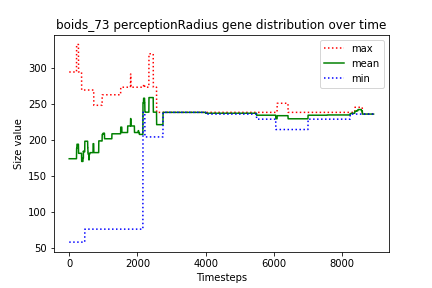 boids_73 perceptionRadius gene distribution over time
max
mean
min
300
250
200
150
100
50
Size value
0
2000
4000
6000
8000
Timesteps